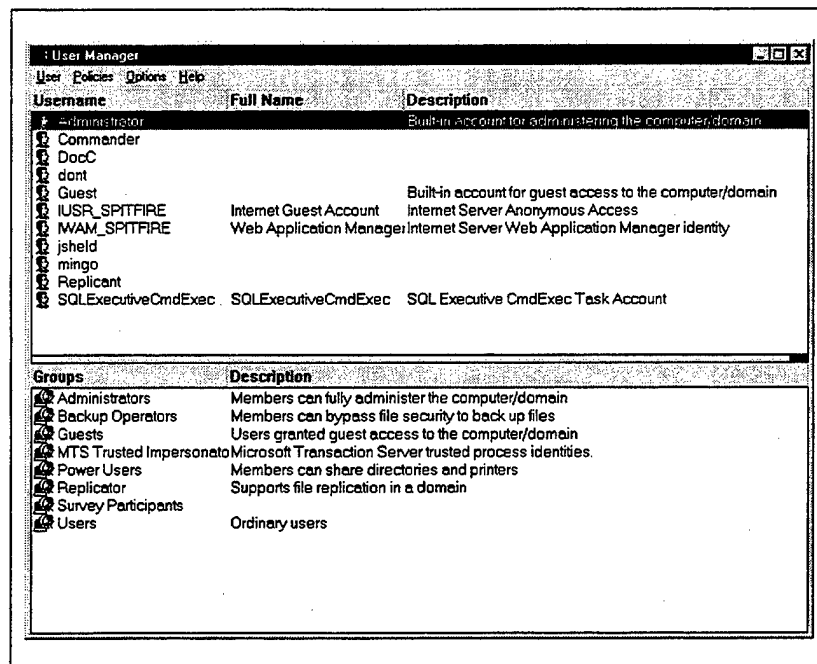 User Manager
User Policies Options Help
Username Full Name Description
Administrator Built-in account for administering the computer/domain
Commander
DocC
dont
Guest Built-in account for guest access to the computer/domain
IUSR_SPITFIRE Internet Guest Account Internet Server Anonymous Access
IWAM_SPITFIRE Web Application Manager Internet Server Web Application Manager identity
jsheld
mingo
Replicant
SQLExecutiveCmdExec SQLExecutiveCmdExec SQL Executive CmdExec Task Account
Groups Description
Administrators Members can fully administer the computer/domain
Backup Operators Members can bypass file security to back up files
Guests Users granted guest access to the computer/domain
MTS Trusted Impersonato Microsoft Transaction Server trusted process identities.
Power Users Members can share directories and printers
Replicator Supports file replication in a domain
Survey Participants
Users Ordinary users